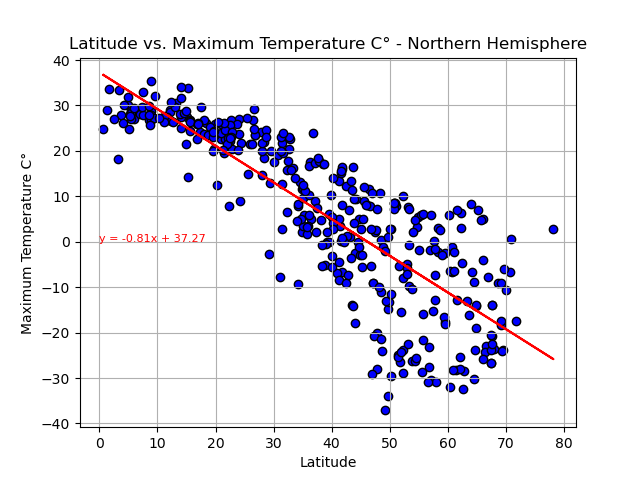 Latitude vs. Maximum Temperature C° - Northern Hemisphere
40
30
20
10
0
−10
−20
−30
−40
Maximum Temperature C°
y = -0.81x + 37.27
0 10 20 30 40 50 60 70 80
Latitude